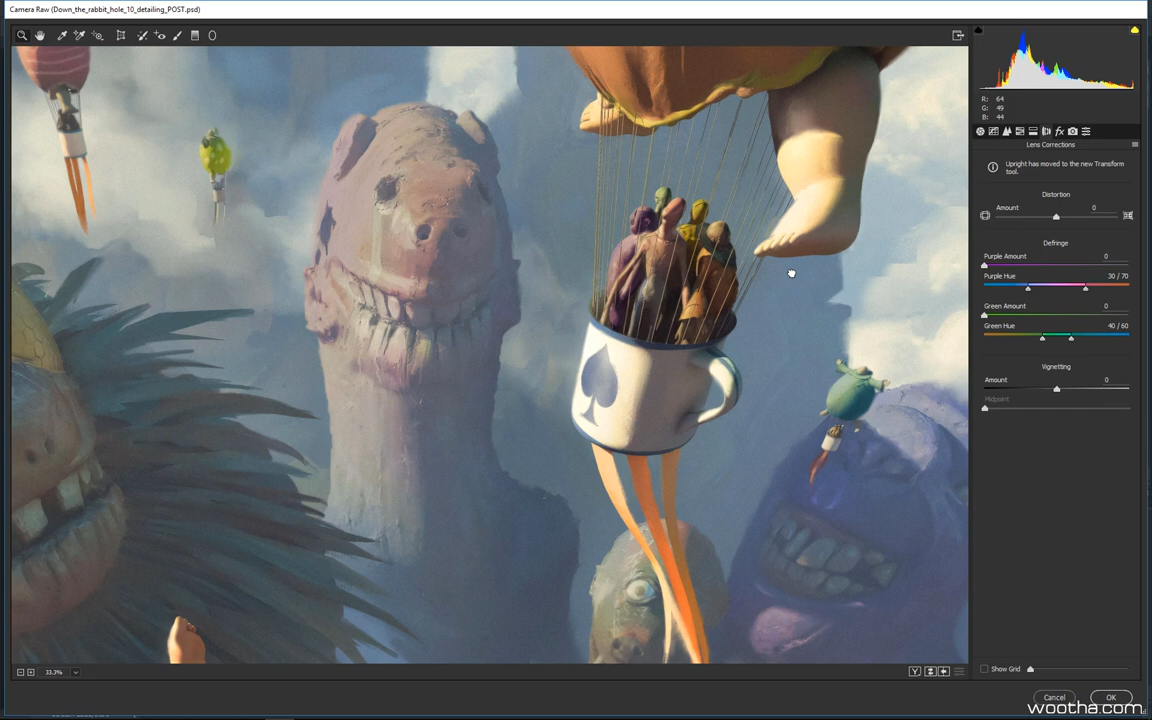 Camera Raw (Down_the_rabbit_hole_10_detailing_POST.psd)
R: 64
G: 49
B: 44
fx
Lens Corrections
Upright has moved to the new Transform
tool.
Distortion
Amount 0
Defringe
Purple Amount 0
Purple Hue 30 / 70
Green Amount 0
Green Hue 40 / 60
Vignetting
Amount 0
Midpoint
33.3% Y Show Grid
Cancel OK
wootha.com